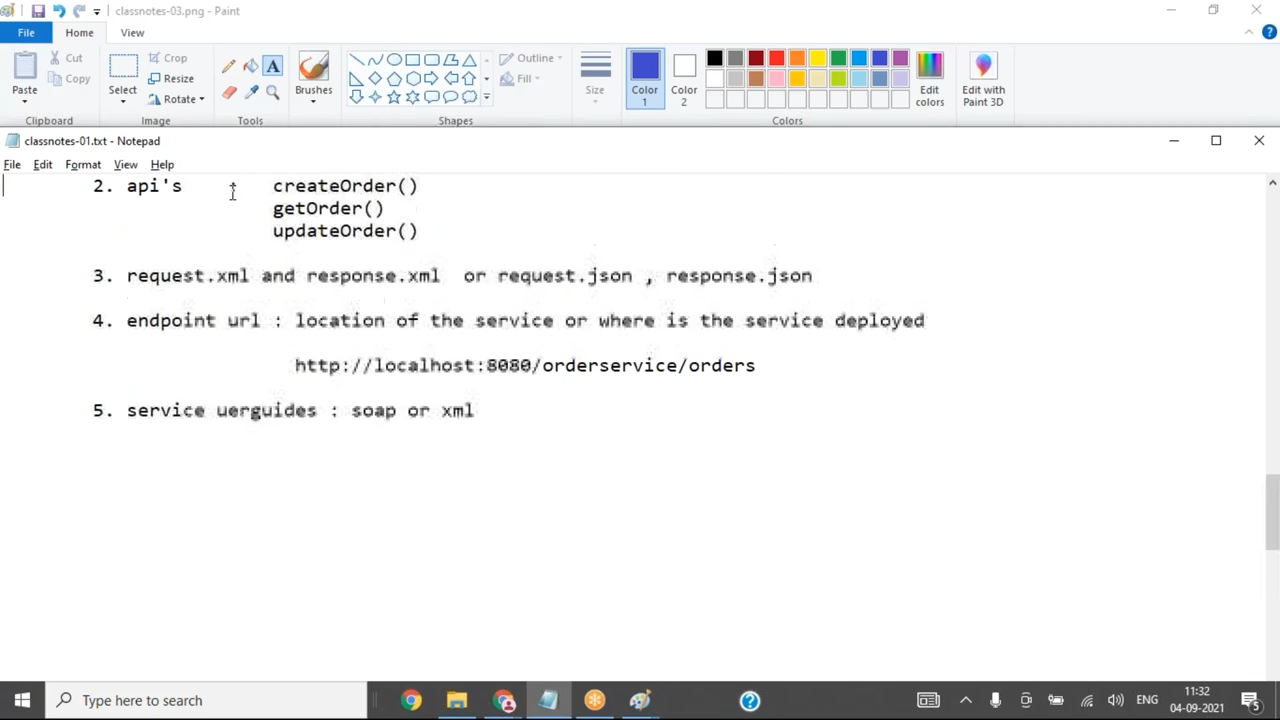 classnotes-03.png - Paint
File Home View
Paste
Cut
Copy
Clipboard
Select
Crop
Resize
Rotate
Image
A
Tools
Brushes
Outline
Fill
Shapes
Size
Color 1
Color 2
Edit colors
Edit with Paint 3D
Colors
classnotes-01.txt - Notepad
File Edit Format View Help
2. api's : createOrder()
getOrder()
updateOrder()
3. request.xml and response.xml or request.json , response.json
4. endpoint url : location of the service or where is the service deployed
http://localhost:8080/orderservice/orders
5. service uerguides : soap or xml
Type here to search
ENG
11:32
04-09-2021
5